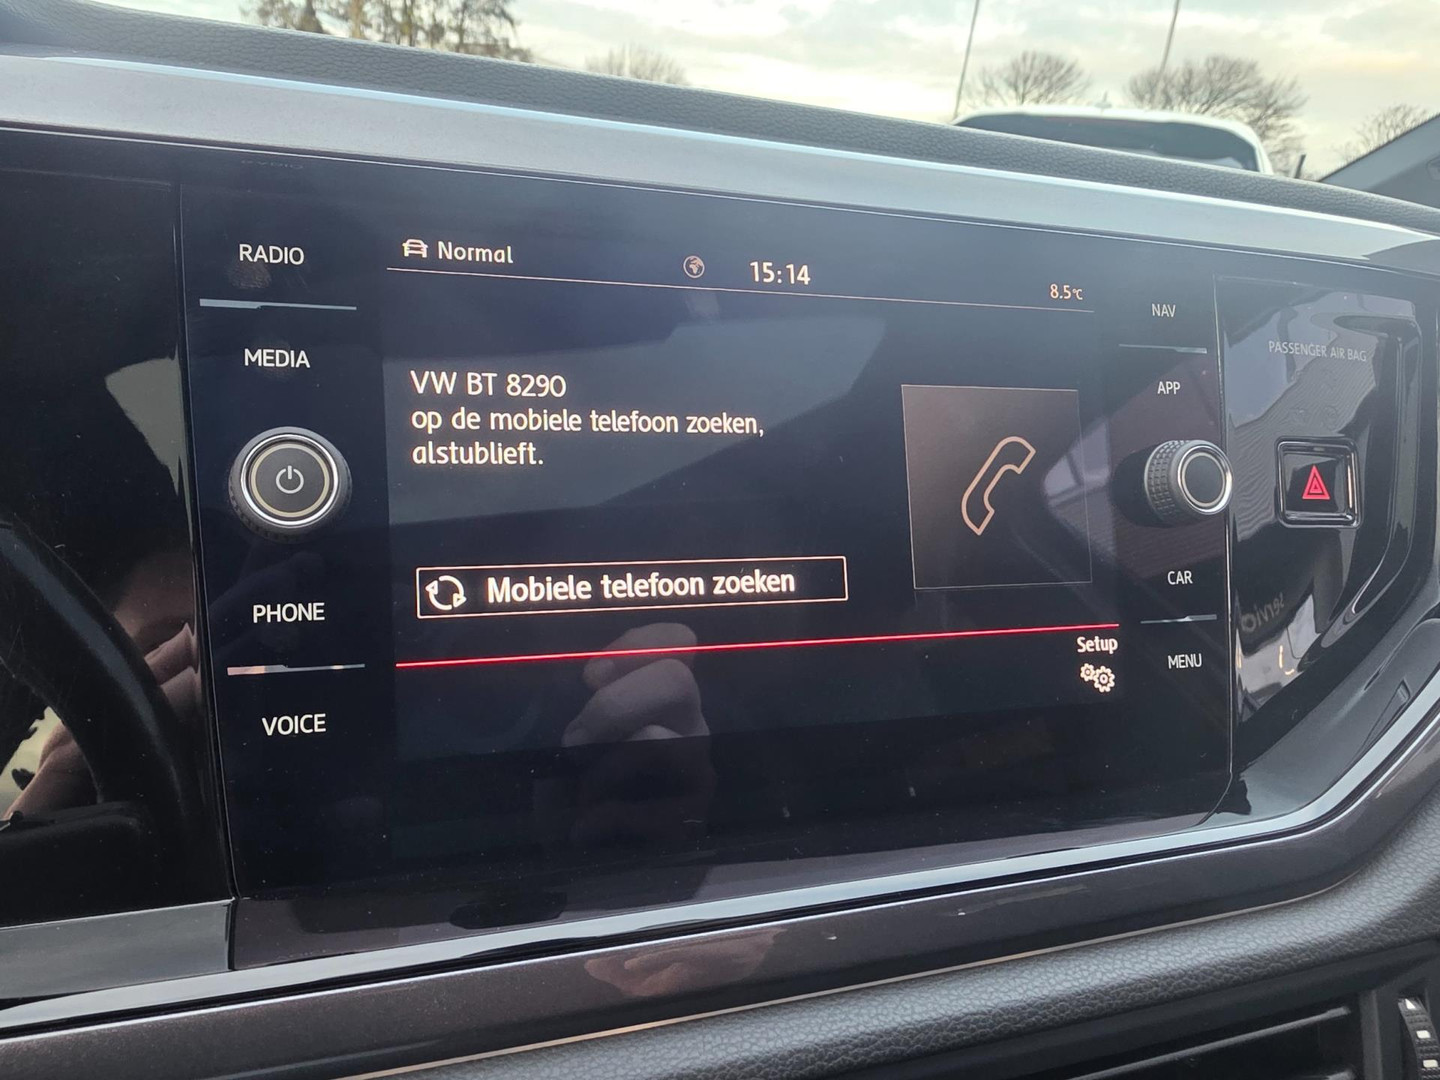 RADIO
MEDIA
PHONE
VOICE
Normal
15:14
8.5°C
VW BT 8290
op de mobiele telefoon zoeken,
alstublieft.
Mobiele telefoon zoeken
Setup
NAV
APP
CAR
MENU
PASSENGER AIR BAG